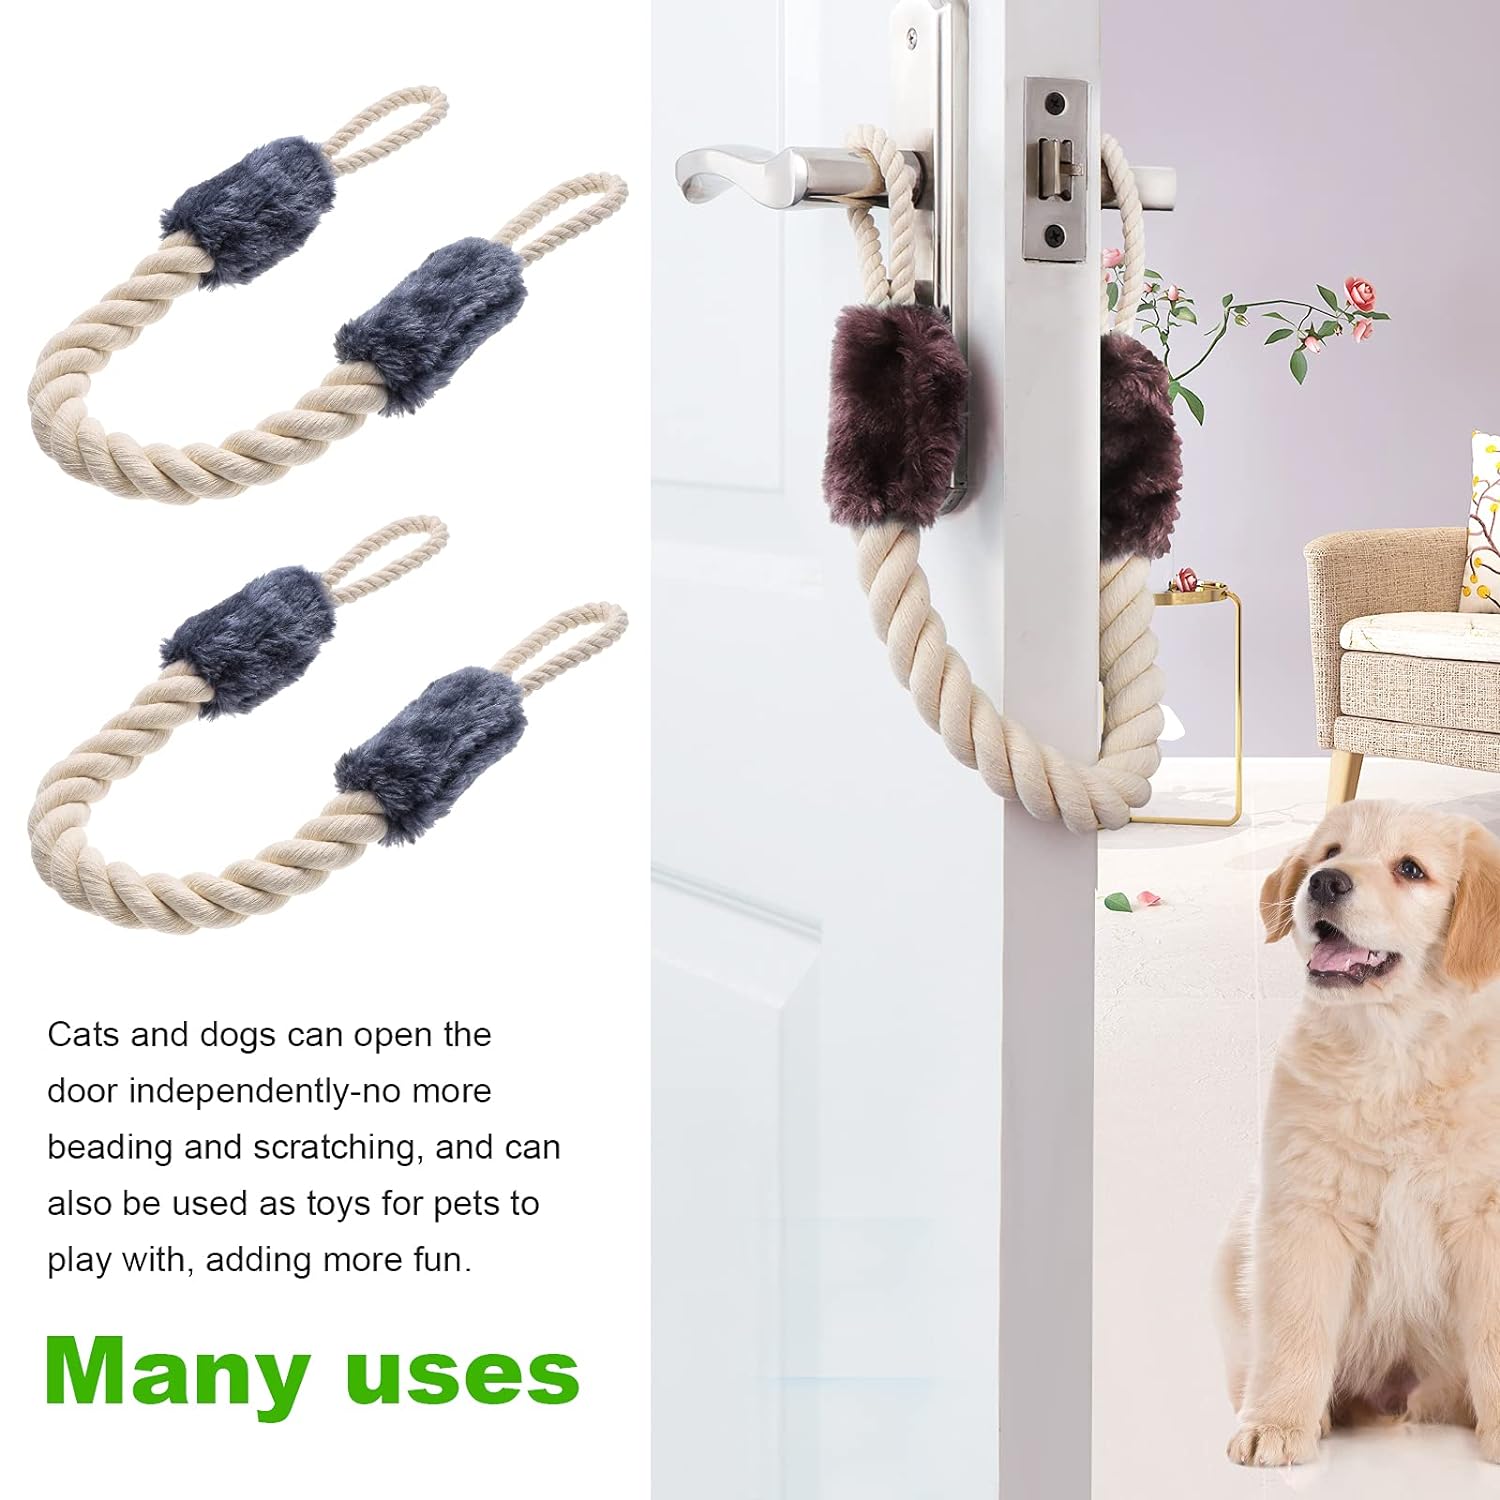 Cats and dogs can open the
door independently-no more
beading and scratching, and can
also be used as toys for pets to
play with, adding more fun.
Many uses